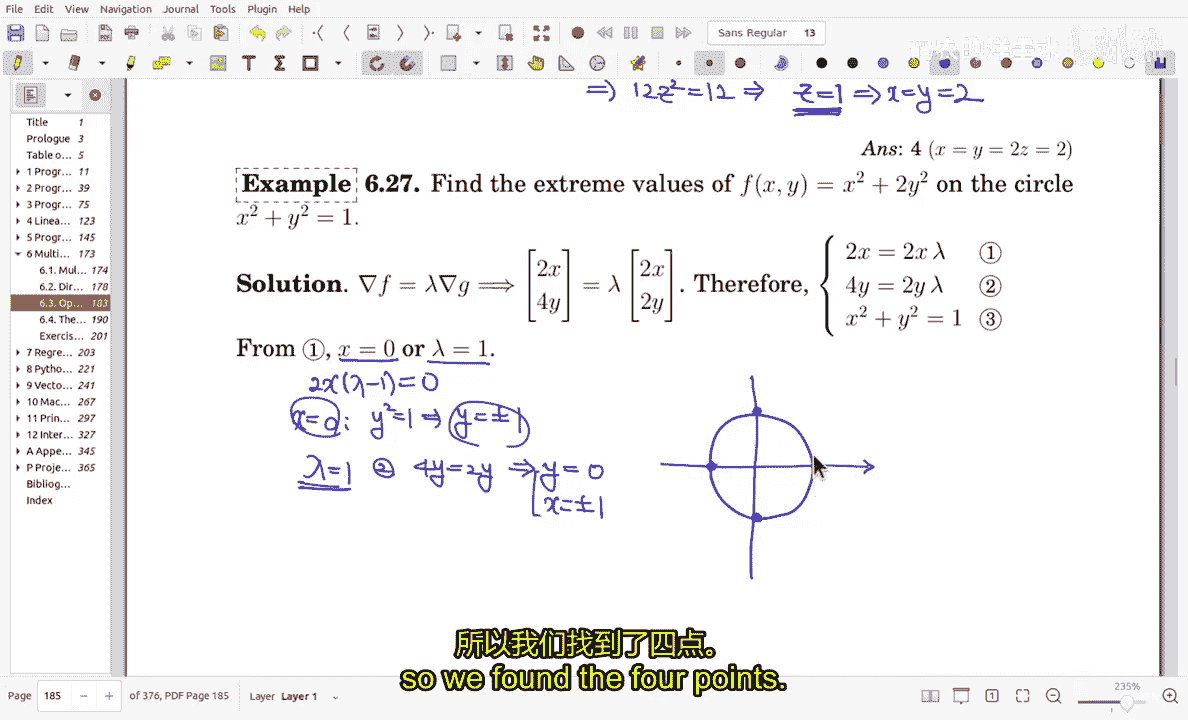 File Edit View Navigation Journal Tools Plugin Help
Sans Regular 13
⇒ 12z²=12 ⇒ z=1 ⇒ x=y=2
Title 1
Prologue 3
Table o... 5
1 Progr... 11
2 Progr... 39
3 Progr... 75
4 Linea... 123
5 Progr... 145
6 Multi... 173
6.1. Mul... 174
6.2. Dir... 178
6.3. Op... 183
6.4. The... 190
Exercis... 201
7 Regre... 203
8 Pytho... 221
9 Vecto... 241
10 Mac... 267
11 Prin... 297
12 Inter... 327
A Appe... 345
P Projec... 365
Bibliog...
Index
Ans: 4 (x = y = 2z = 2)
Example 6.27. Find the extreme values of f(x, y) = x² + 2y² on the circle
x² + y² = 1.
Solution. ∇f = λ∇g ⟹ [2x 4y] = λ [2x 2y]. Therefore, { 2x = 2x λ ①
4y = 2y λ ②
x² + y² = 1 ③
From ①, x = 0 or λ = 1.
2x(λ-1)=0
x=0: y²=1 ⇒ y=±1
λ=1 ② 4y=2y ⇒ y=0
x=±1
所以我们找到了四点。
so we found the four points.
Page 185 of 376, PDF Page 185 Layer Layer 1 235%